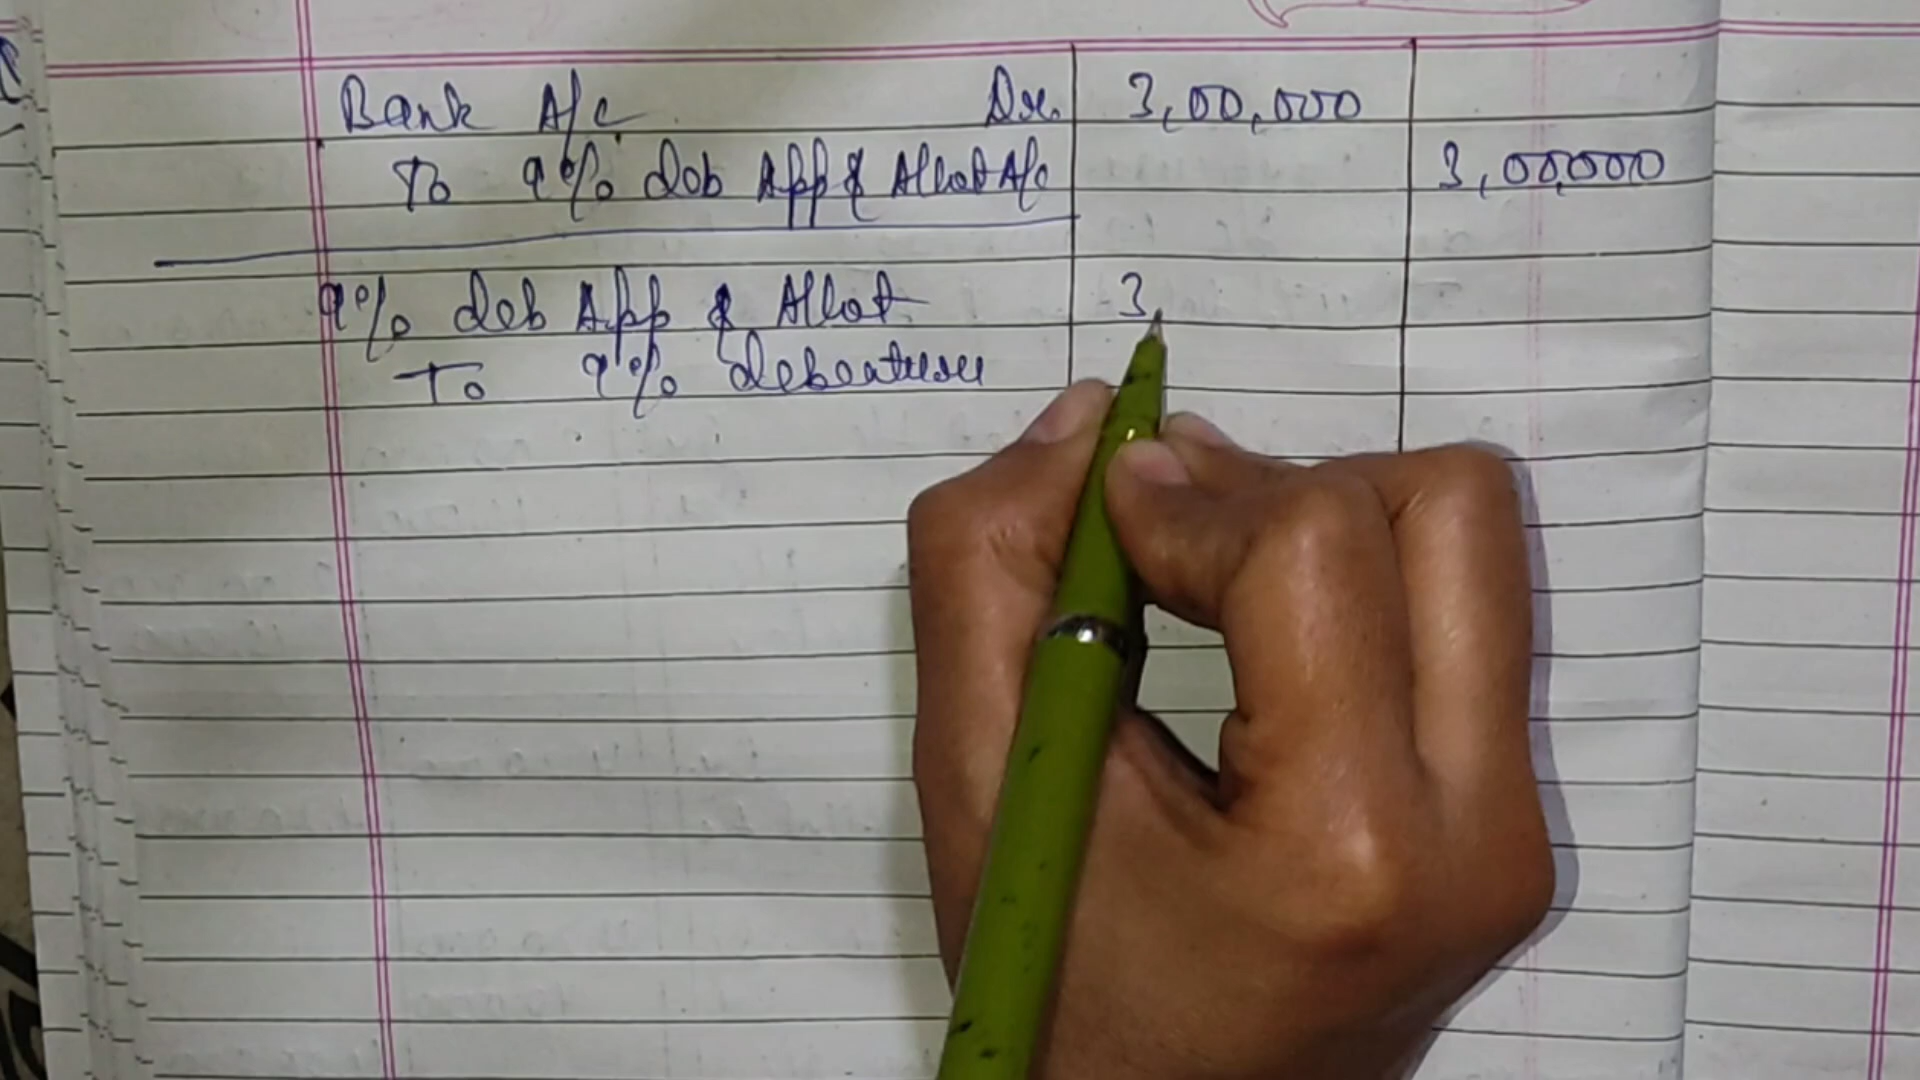 Bank A/c Dr. 3,00,000
To 9% deb App & Allot A/c 3,00,000
9% deb App & Allot 3,
To 9% debenture